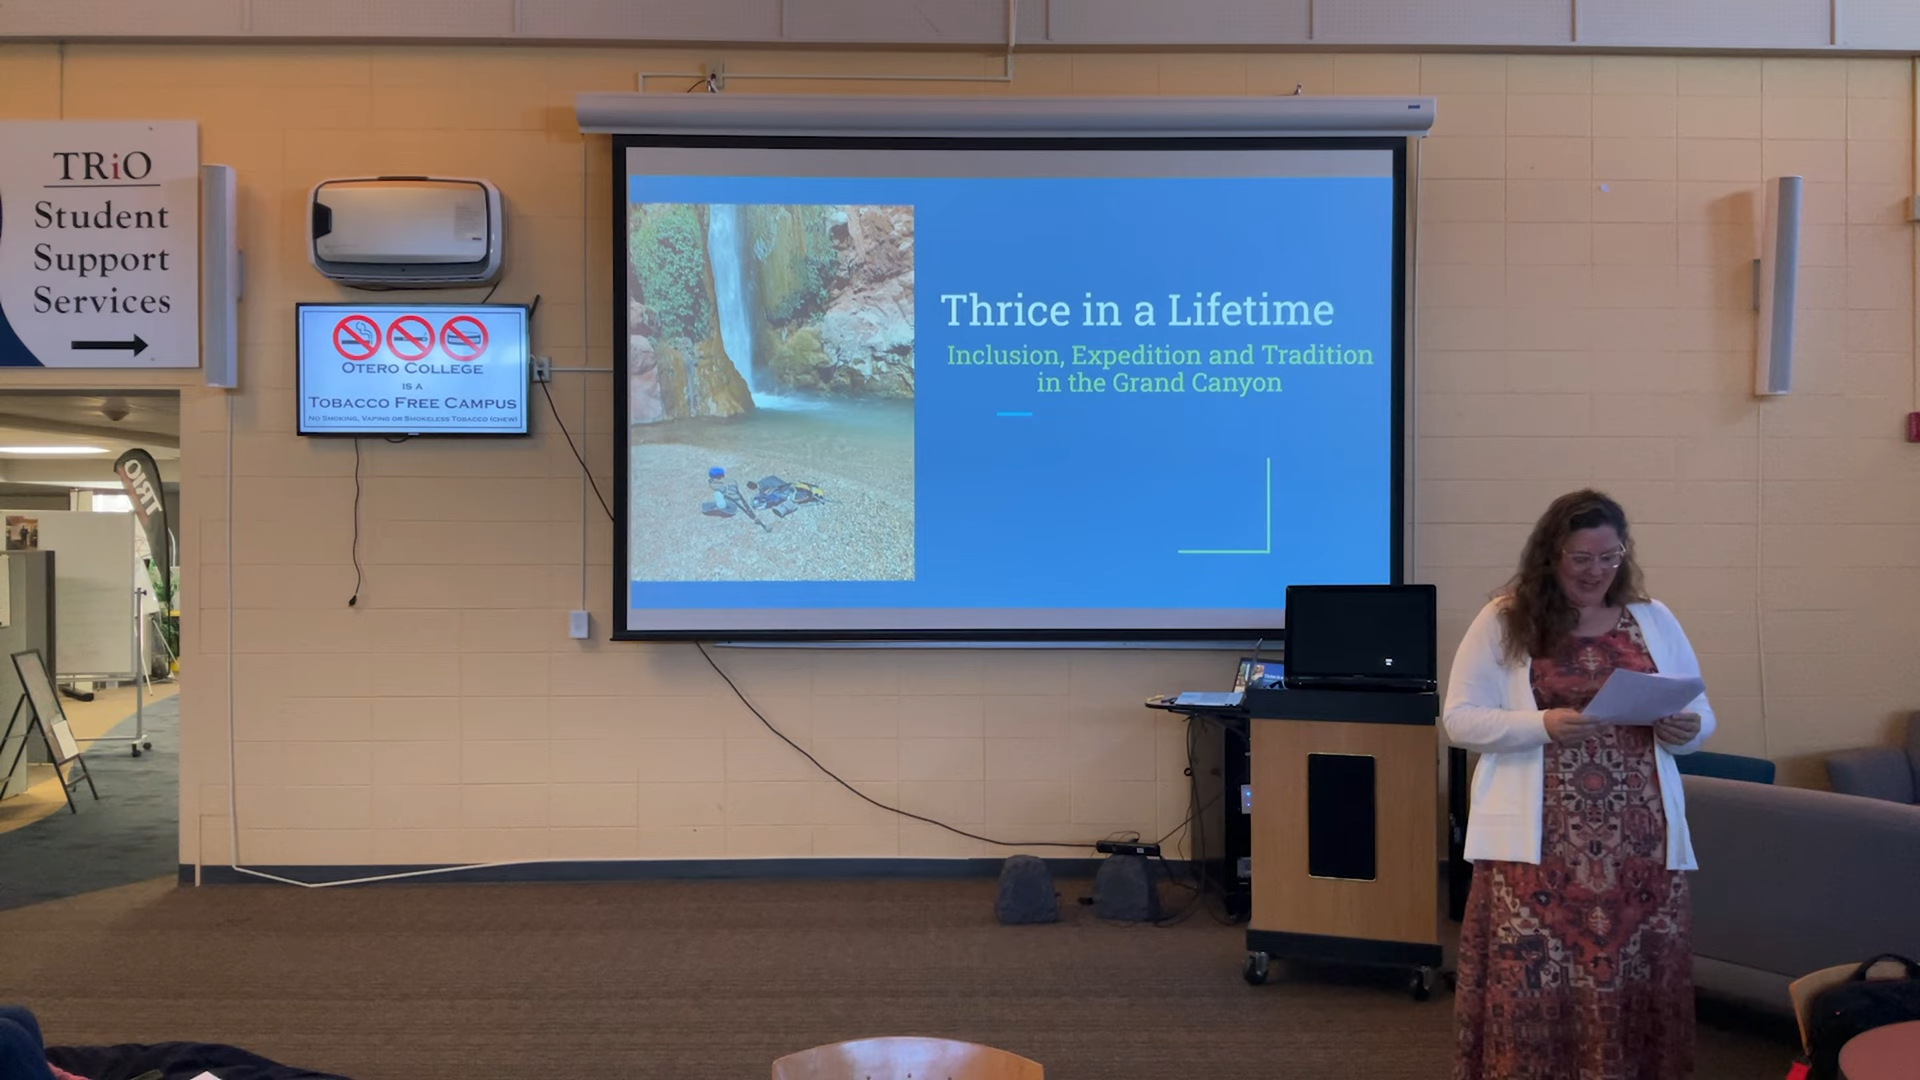 TRiO
Student
Support
Services
OTERO COLLEGE
IS A
TOBACCO FREE CAMPUS
NO SMOKING, VAPING OR SMOKELESS TOBACCO (CHEW)
Thrice in a Lifetime
Inclusion, Expedition and Tradition
in the Grand Canyon
TRIO